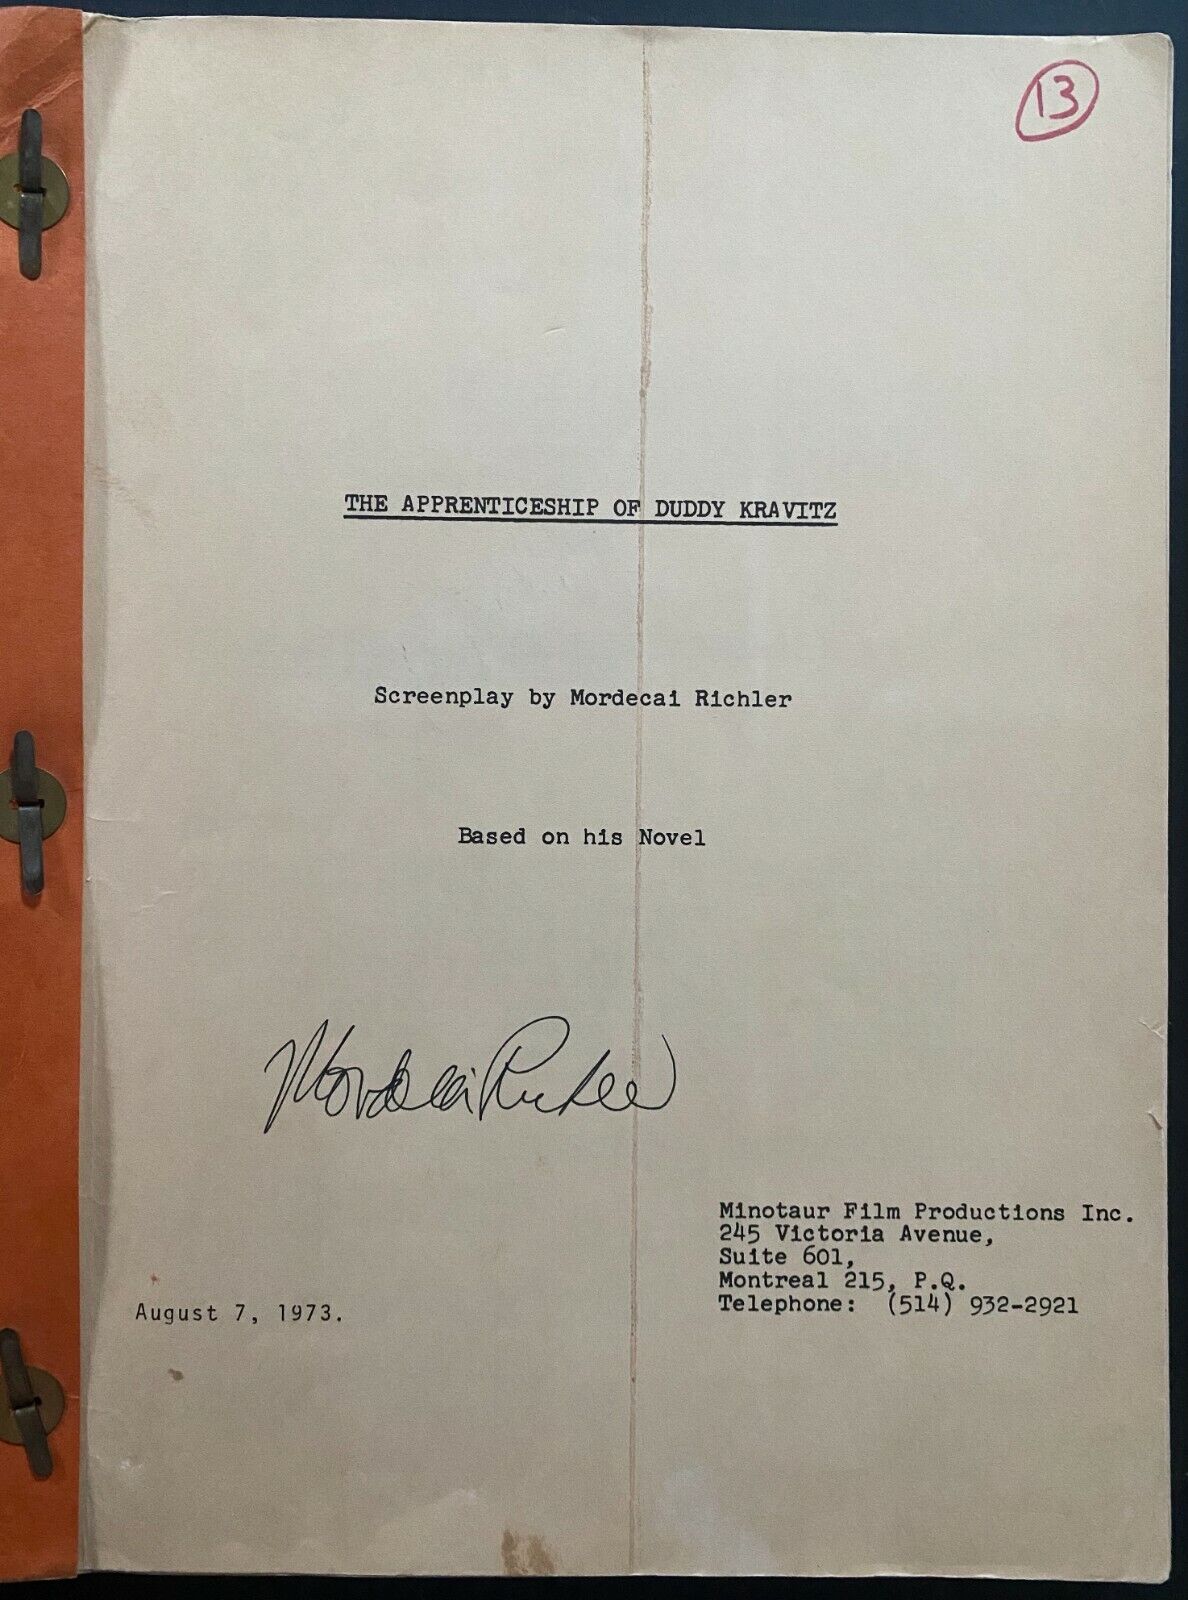 13
THE APPRENTICESHIP OF DUDDY KRAVITZ
Screenplay by Mordecai Richler
Based on his Novel
Mordecai Richler
Minotaur Film Productions Inc.
245 Victoria Avenue,
Suite 601,
Montreal 215, P.Q.
Telephone: (514) 932-2921
August 7, 1973.